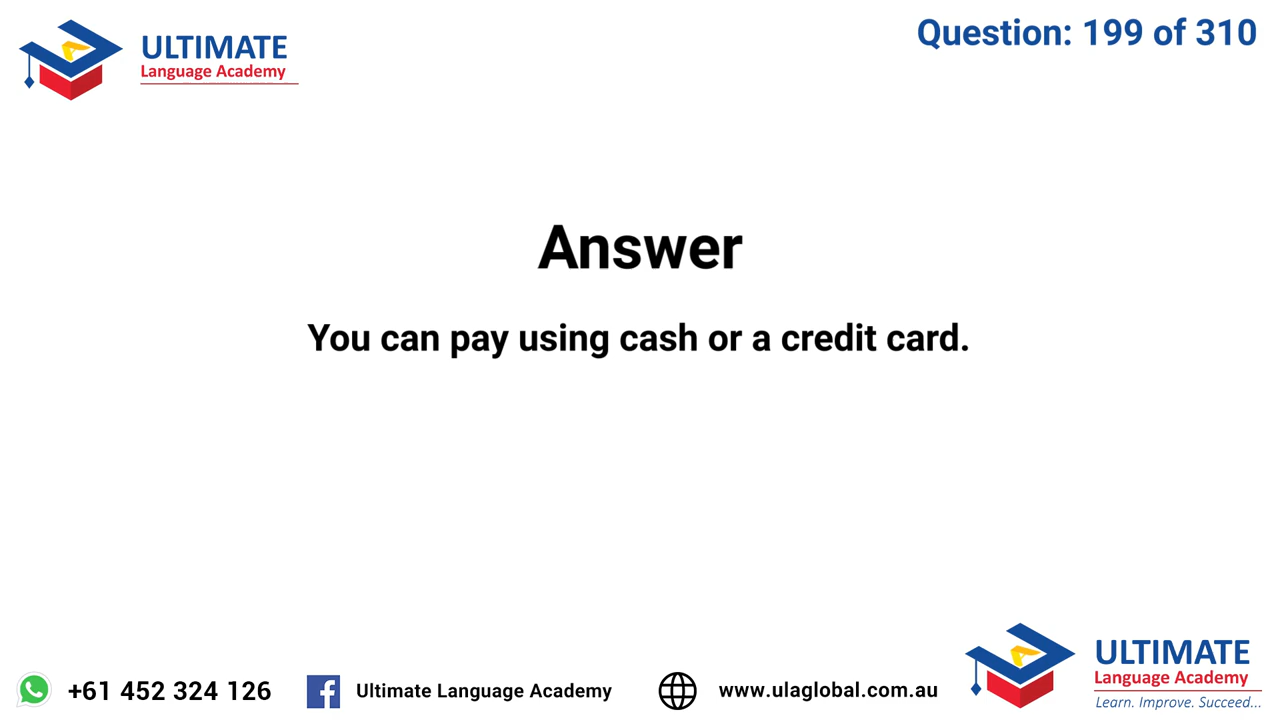 ULTIMATE
Language Academy
Question: 199 of 310
Answer
You can pay using cash or a credit card.
+61 452 324 126
Ultimate Language Academy
www.ulaglobal.com.au
ULTIMATE
Language Academy
Learn. Improve. Succeed...